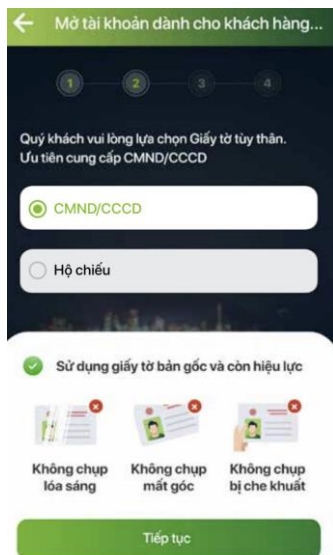 Mở tài khoản dành cho khách hàng...
1 2 3 4
Quý khách vui lòng lựa chọn Giấy tờ tùy thân.
Ưu tiên cung cấp CMND/CCCD
CMND/CCCD
Hộ chiếu
Sử dụng giấy tờ bản gốc và còn hiệu lực
Không chụp Không chụp Không chụp
lóa sáng mất góc bị che khuất
Tiếp tục